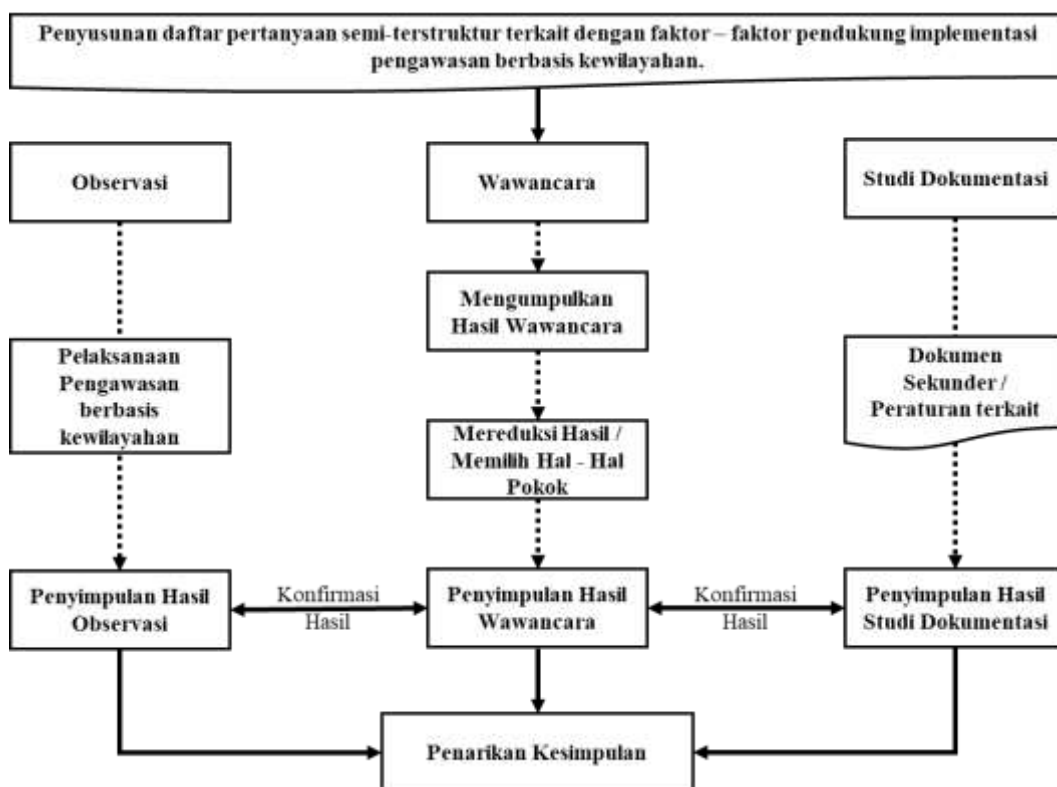 Penyusunan daftar pertanyaan semi-terstruktur terkait dengan faktor – faktor pendukung implementasi
pengawasan berbasis kewilayahan.
Observasi
Wawancara
Studi Dokumentasi
Mengumpulkan
Hasil Wawancara
Pelaksanaan
Pengawasan
berbasis
kewilayahan
Dokumen
Sekunder /
Peraturan terkait
Mereduksi Hasil /
Memilih Hal - Hal
Pokok
Penyimpulan Hasil
Observasi
Konfirmasi
Hasil
Penyimpulan Hasil
Wawancara
Konfirmasi
Hasil
Penyimpulan Hasil
Studi Dokumentasi
Penarikan Kesimpulan